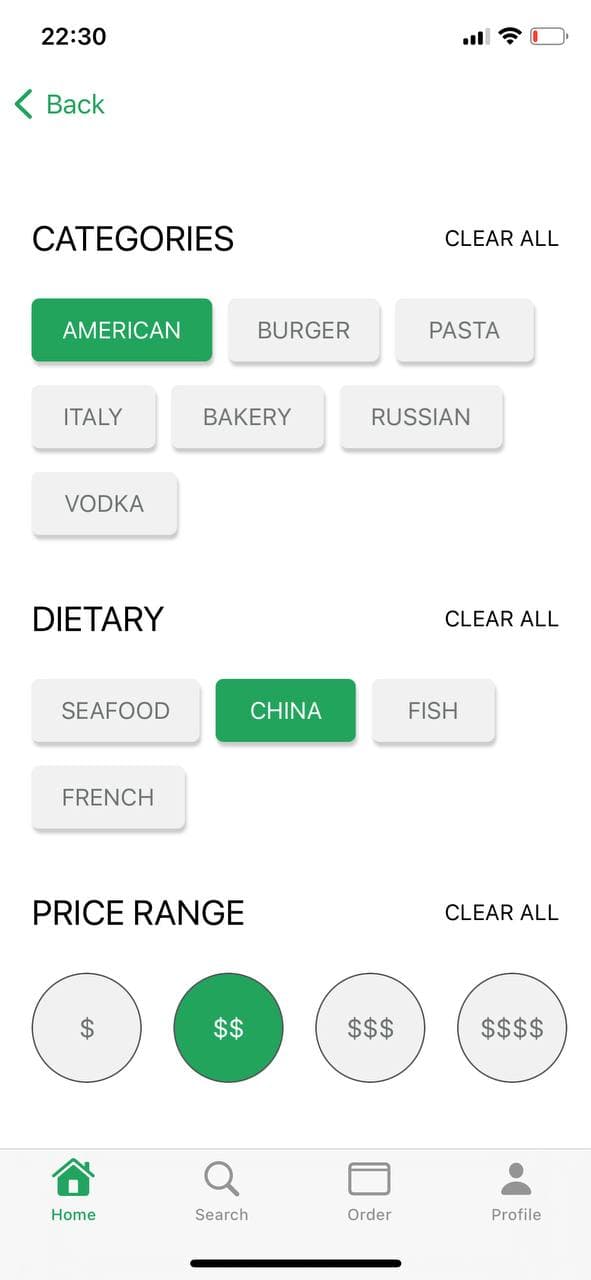 22:30
Back
CATEGORIES CLEAR ALL
AMERICAN BURGER PASTA
ITALY BAKERY RUSSIAN
VODKA
DIETARY CLEAR ALL
SEAFOOD CHINA FISH
FRENCH
PRICE RANGE CLEAR ALL
$ $$ $$$ $$$$
Home Search Order Profile